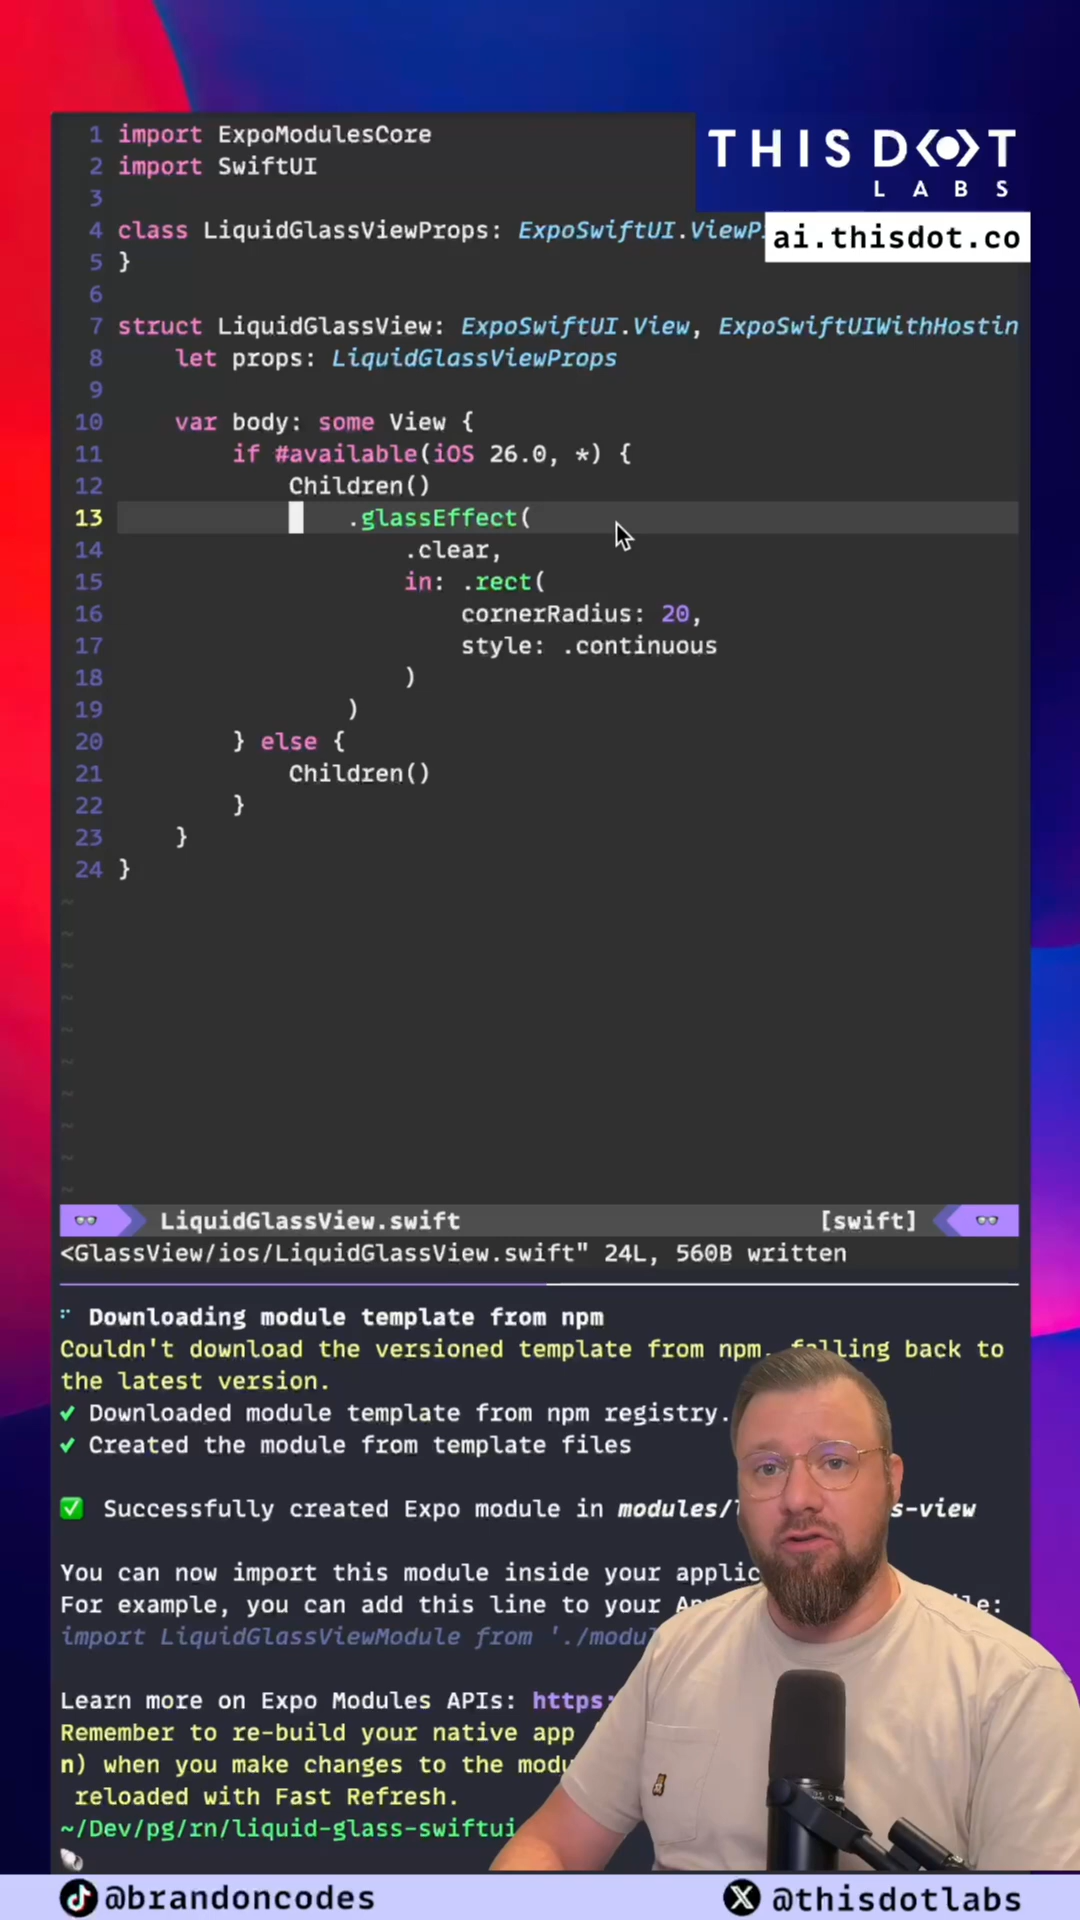 THIS DOT
LABS
ai.thisdot.co
1 import ExpoModulesCore
2 import SwiftUI
3
4 class LiquidGlassViewProps: ExpoSwiftUI.ViewP
5 }
6
7 struct LiquidGlassView: ExpoSwiftUI.View, ExpoSwiftUIWithHostin
8 let props: LiquidGlassViewProps
9
10 var body: some View {
11 if #available(iOS 26.0, *) {
12 Children()
13 .glassEffect(
14 .clear,
15 in: .rect(
16 cornerRadius: 20,
17 style: .continuous
18 )
19 )
20 } else {
21 Children()
22 }
23 }
24 }
~
~
~
~
~
~
~
~
~
~
LiquidGlassView.swift [swift]
<GlassView/ios/LiquidGlassView.swift" 24L, 560B written
Downloading module template from npm
Couldn't download the versioned template from npm, falling back to
the latest version.
✔ Downloaded module template from npm registry.
✔ Created the module from template files
✅ Successfully created Expo module in modules/ s-view
You can now import this module inside your applic
For example, you can add this line to your Ap le:
import LiquidGlassViewModule from './modul
Learn more on Expo Modules APIs: https:
Remember to re-build your native app
n) when you make changes to the modu
reloaded with Fast Refresh.
~/Dev/pg/rn/liquid-glass-swiftui
@brandoncodes
@thisdotlabs